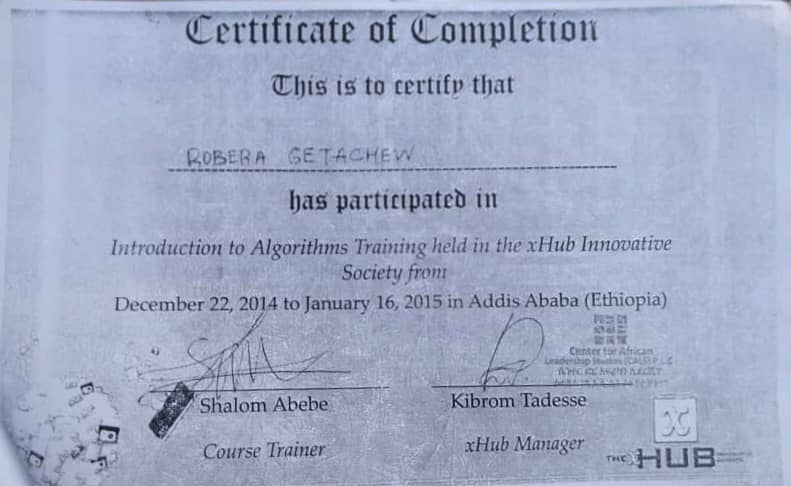 Certificate of Completion
This is to certify that
ROBERA GETACHEW
has participated in
Introduction to Algorithms Training held in the xHub Innovative
Society from
December 22, 2014 to January 16, 2015 in Addis Ababa (Ethiopia)
Center for African
Leadership Studies (CALS) P.L.C
Shalom Abebe
Kibrom Tadesse
Course Trainer
xHub Manager
x
THE HUB